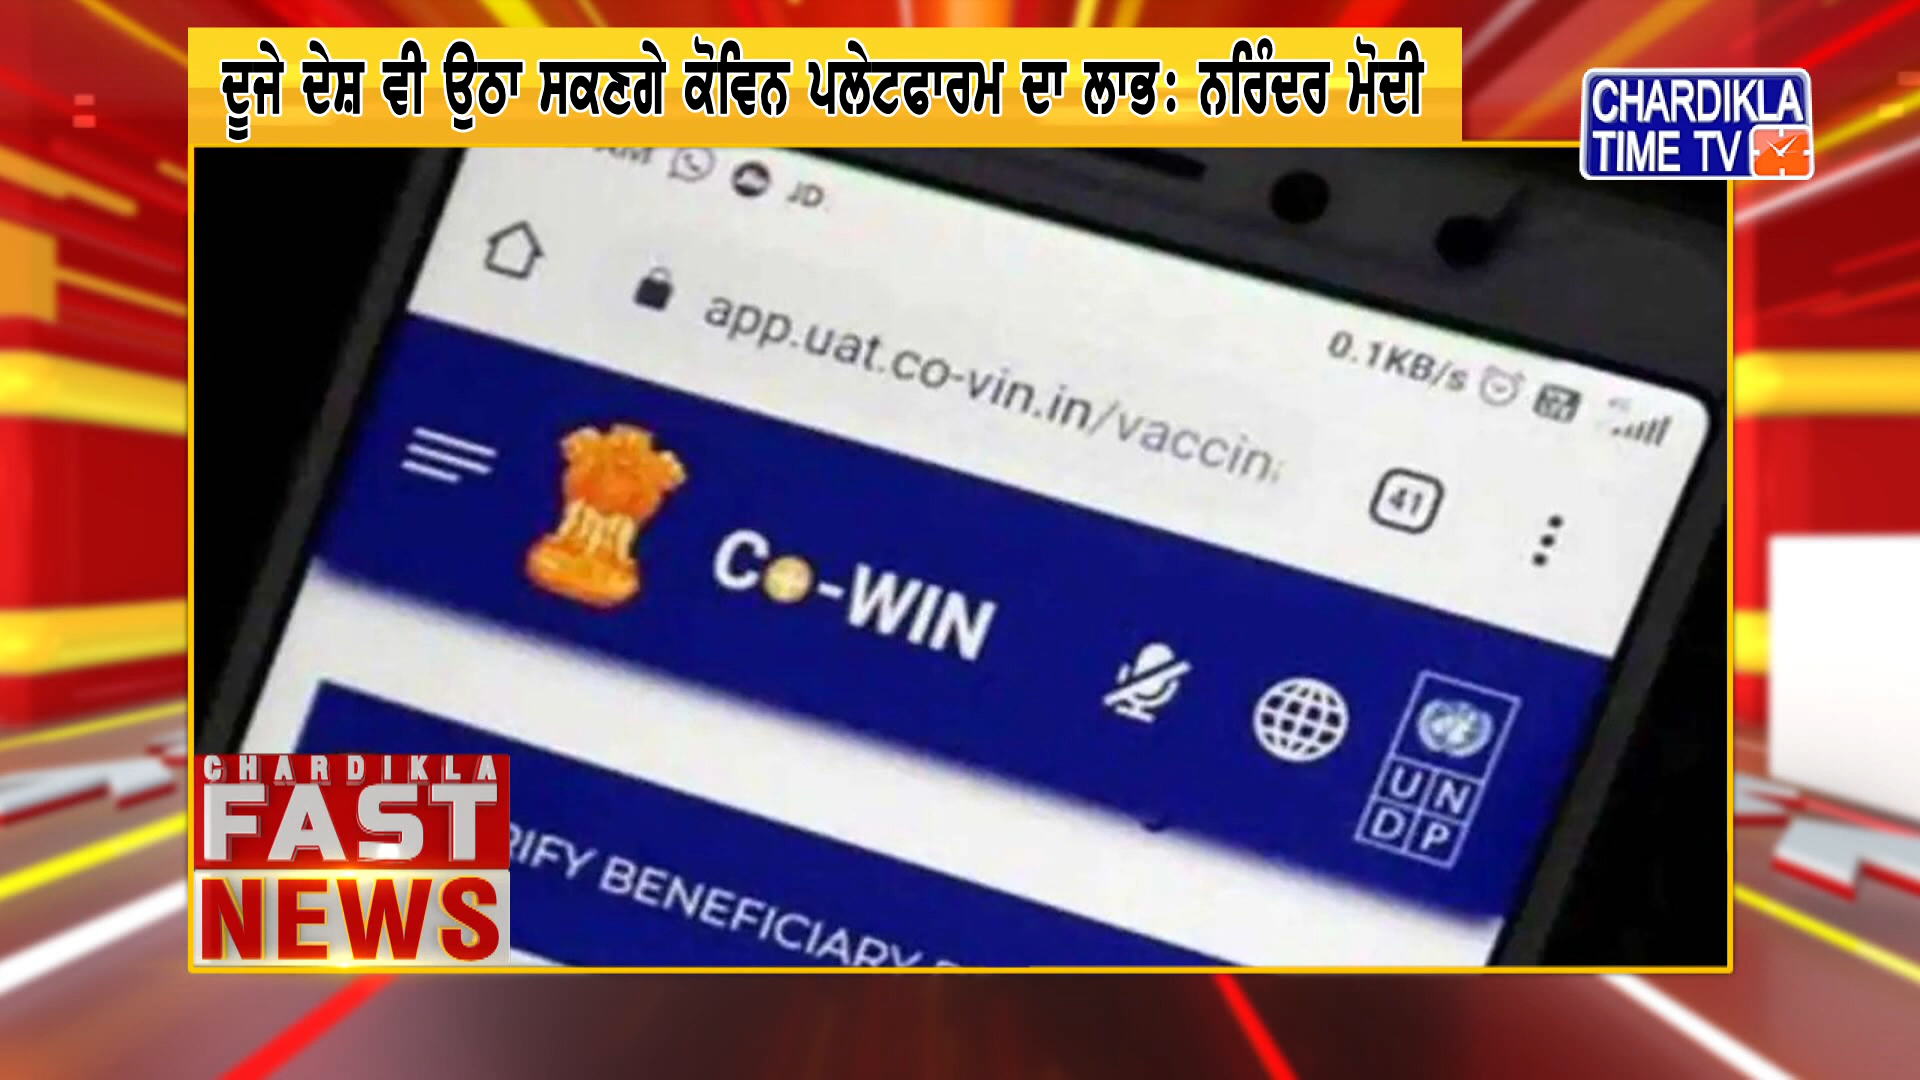 ਦੂਜੇ ਦੇਸ਼ ਵੀ ਉਠਾ ਸਕਣਗੇ ਕੋਵਿਨ ਪਲੇਟਫਾਰਮ ਦਾ ਲਾਭ: ਨਰਿੰਦਰ ਮੋਦੀ
CHARDIKLA
TIME TV
JD
0.1KB/s
app.uat.co-vin.in/vaccin
41
Co-WIN
UN
DP
BENEFICIARY
CHARDIKLA
FAST
NEWS